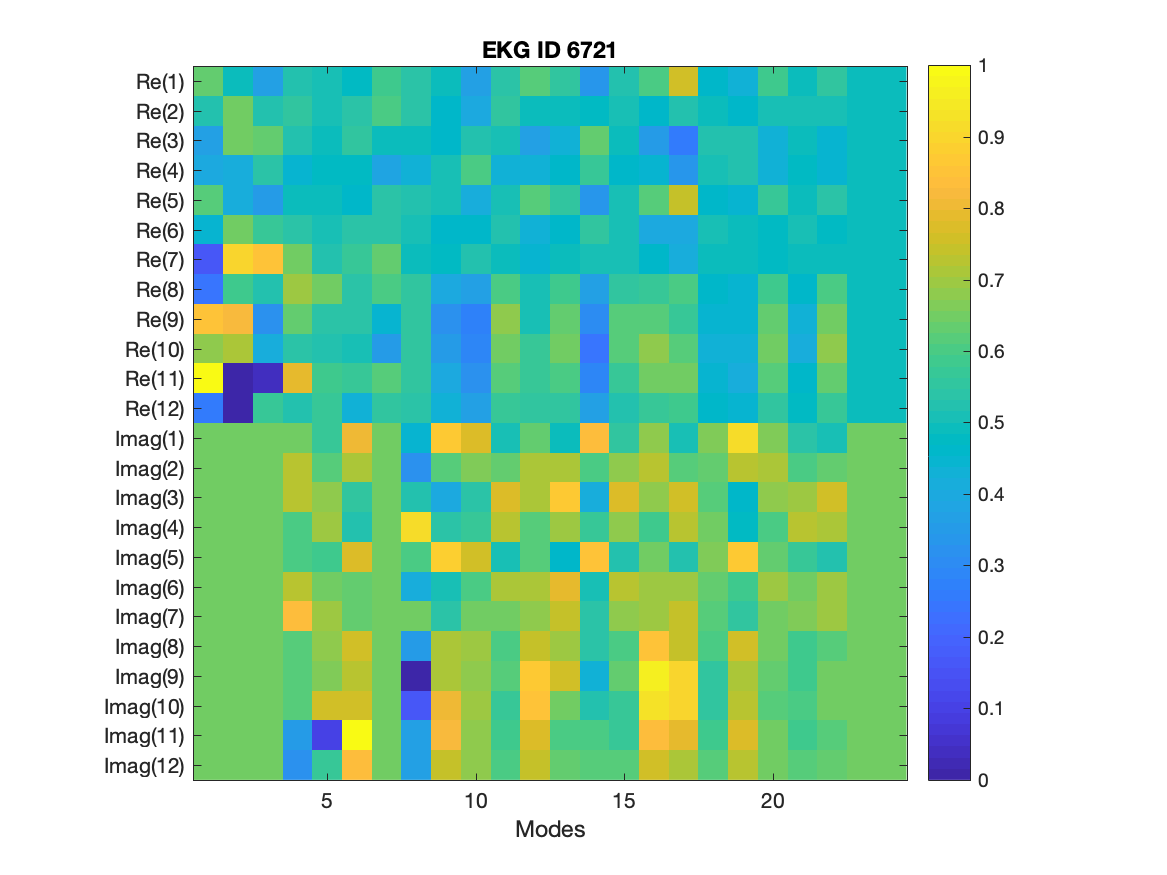 EKG ID 6721
Re(1)
Re(2)
Re(3)
Re(4)
Re(5)
Re(6)
Re(7)
Re(8)
Re(9)
Re(10)
Re(11)
Re(12)
Imag(1)
Imag(2)
Imag(3)
Imag(4)
Imag(5)
Imag(6)
Imag(7)
Imag(8)
Imag(9)
Imag(10)
Imag(11)
Imag(12)
5 10 15 20
Modes
1
0.9
0.8
0.7
0.6
0.5
0.4
0.3
0.2
0.1
0